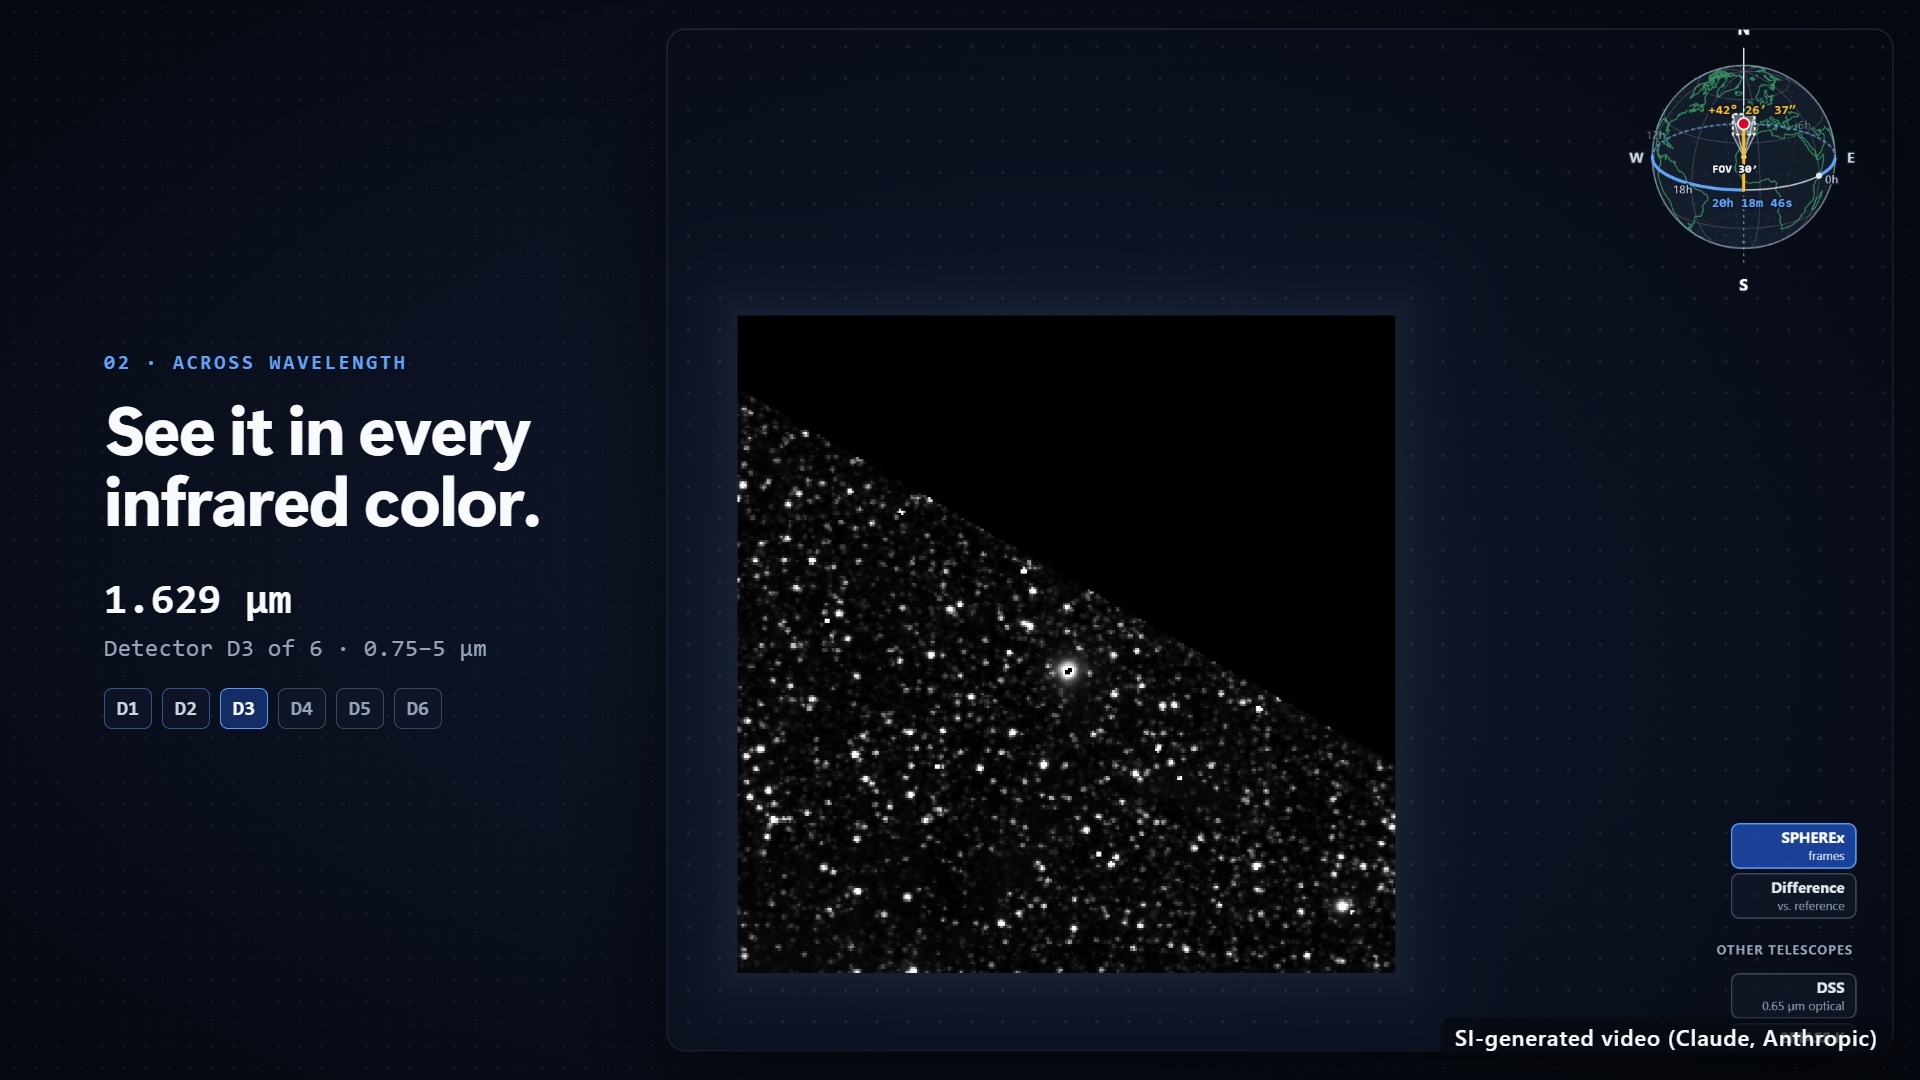 02 · ACROSS WAVELENGTH
See it in every
infrared color.
1.629 µm
Detector D3 of 6 · 0.75–5 µm
D1 D2 D3 D4 D5 D6
N
+42° 26′ 37″
12h
6h
W
E
FOV 30′
18h
0h
20h 18m 46s
S
SPHEREx
frames
Difference
vs. reference
OTHER TELESCOPES
DSS
0.65 µm optical
SI-generated video (Claude, Anthropic)